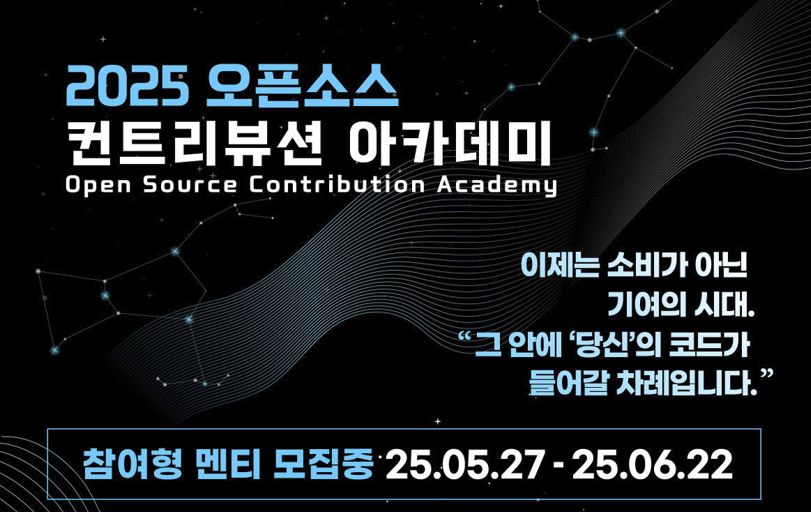 2025 오픈소스
컨트리뷰션 아카데미
Open Source Contribution Academy
이제는 소비가 아닌
기여의 시대.
“ 그 안에 ‘당신’의 코드가
들어갈 차례입니다.”
참여형 멘티 모집중 25.05.27 - 25.06.22